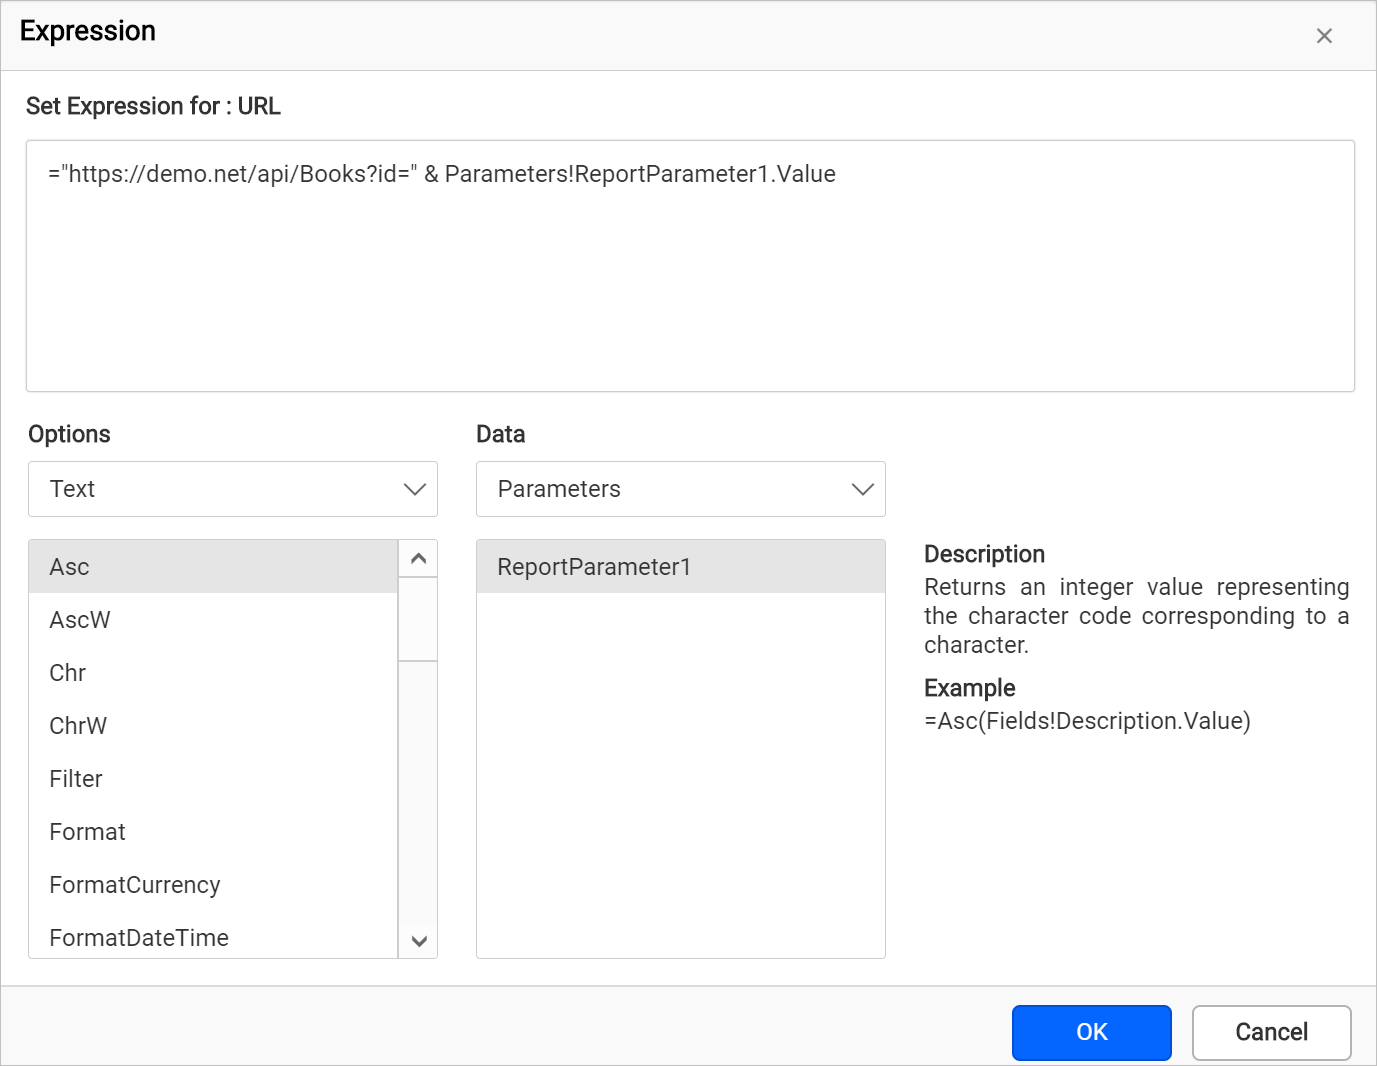 Expression
Set Expression for : URL
="https://demo.net/api/Books?id=" & Parameters!ReportParameter1.Value
Options
Text
Asc
AscW
Chr
ChrW
Filter
Format
FormatCurrency
FormatDateTime
Data
Parameters
ReportParameter1
Description
Returns an integer value representing
the character code corresponding to a
character.
Example
=Asc(Fields!Description.Value)
OK
Cancel